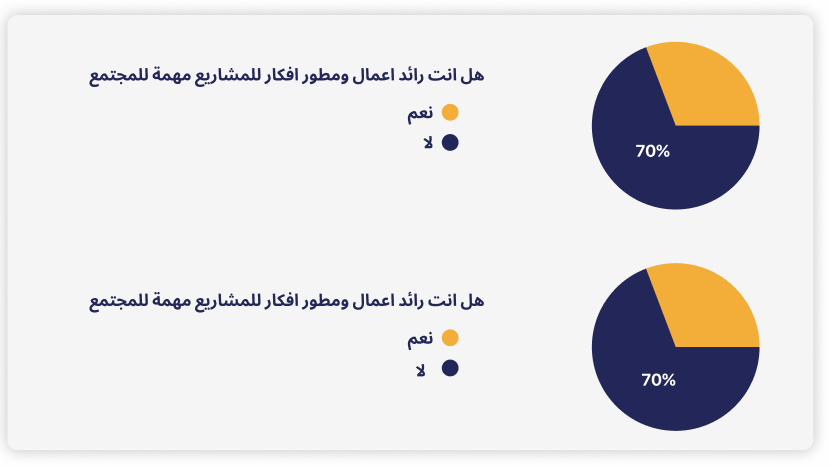 هل انت رائد اعمال ومطور افكار للمشاريع مهمة للمجتمع
نعم
لا
70%
هل انت رائد اعمال ومطور افكار للمشاريع مهمة للمجتمع
نعم
لا
70%